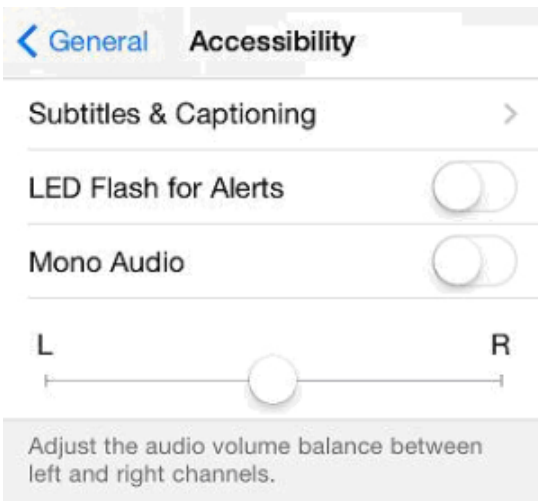 General Accessibility
Subtitles & Captioning
LED Flash for Alerts
Mono Audio
L R
Adjust the audio volume balance between
left and right channels.